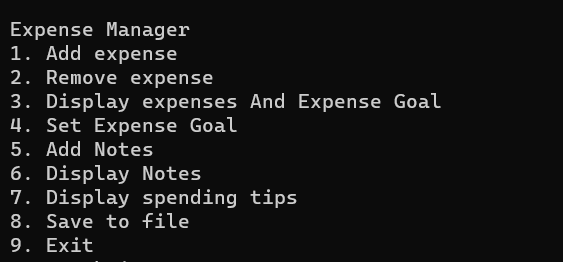 Expense Manager
1. Add expense
2. Remove expense
3. Display expenses And Expense Goal
4. Set Expense Goal
5. Add Notes
6. Display Notes
7. Display spending tips
8. Save to file
9. Exit